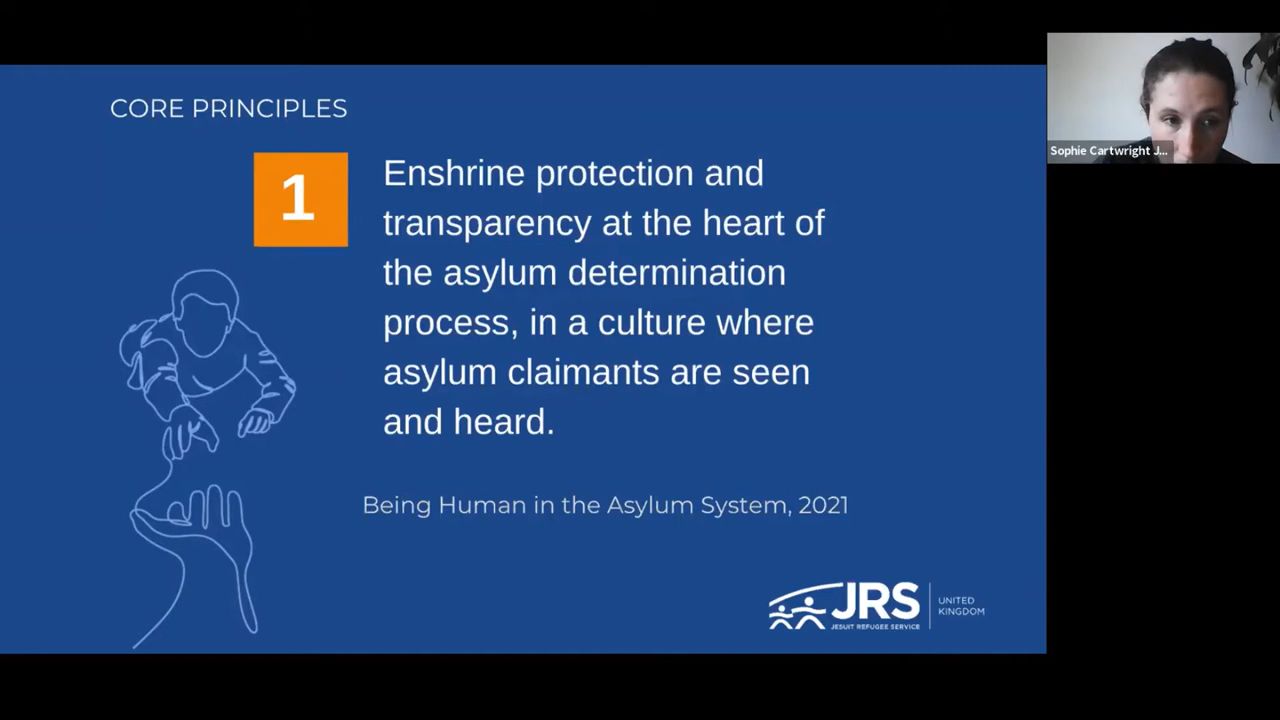 CORE PRINCIPLES
1
Enshrine protection and
transparency at the heart of
the asylum determination
process, in a culture where
asylum claimants are seen
and heard.
Being Human in the Asylum System, 2021
JRS
JESUIT REFUGEE SERVICE
UNITED
KINGDOM
Sophie Cartwright J...